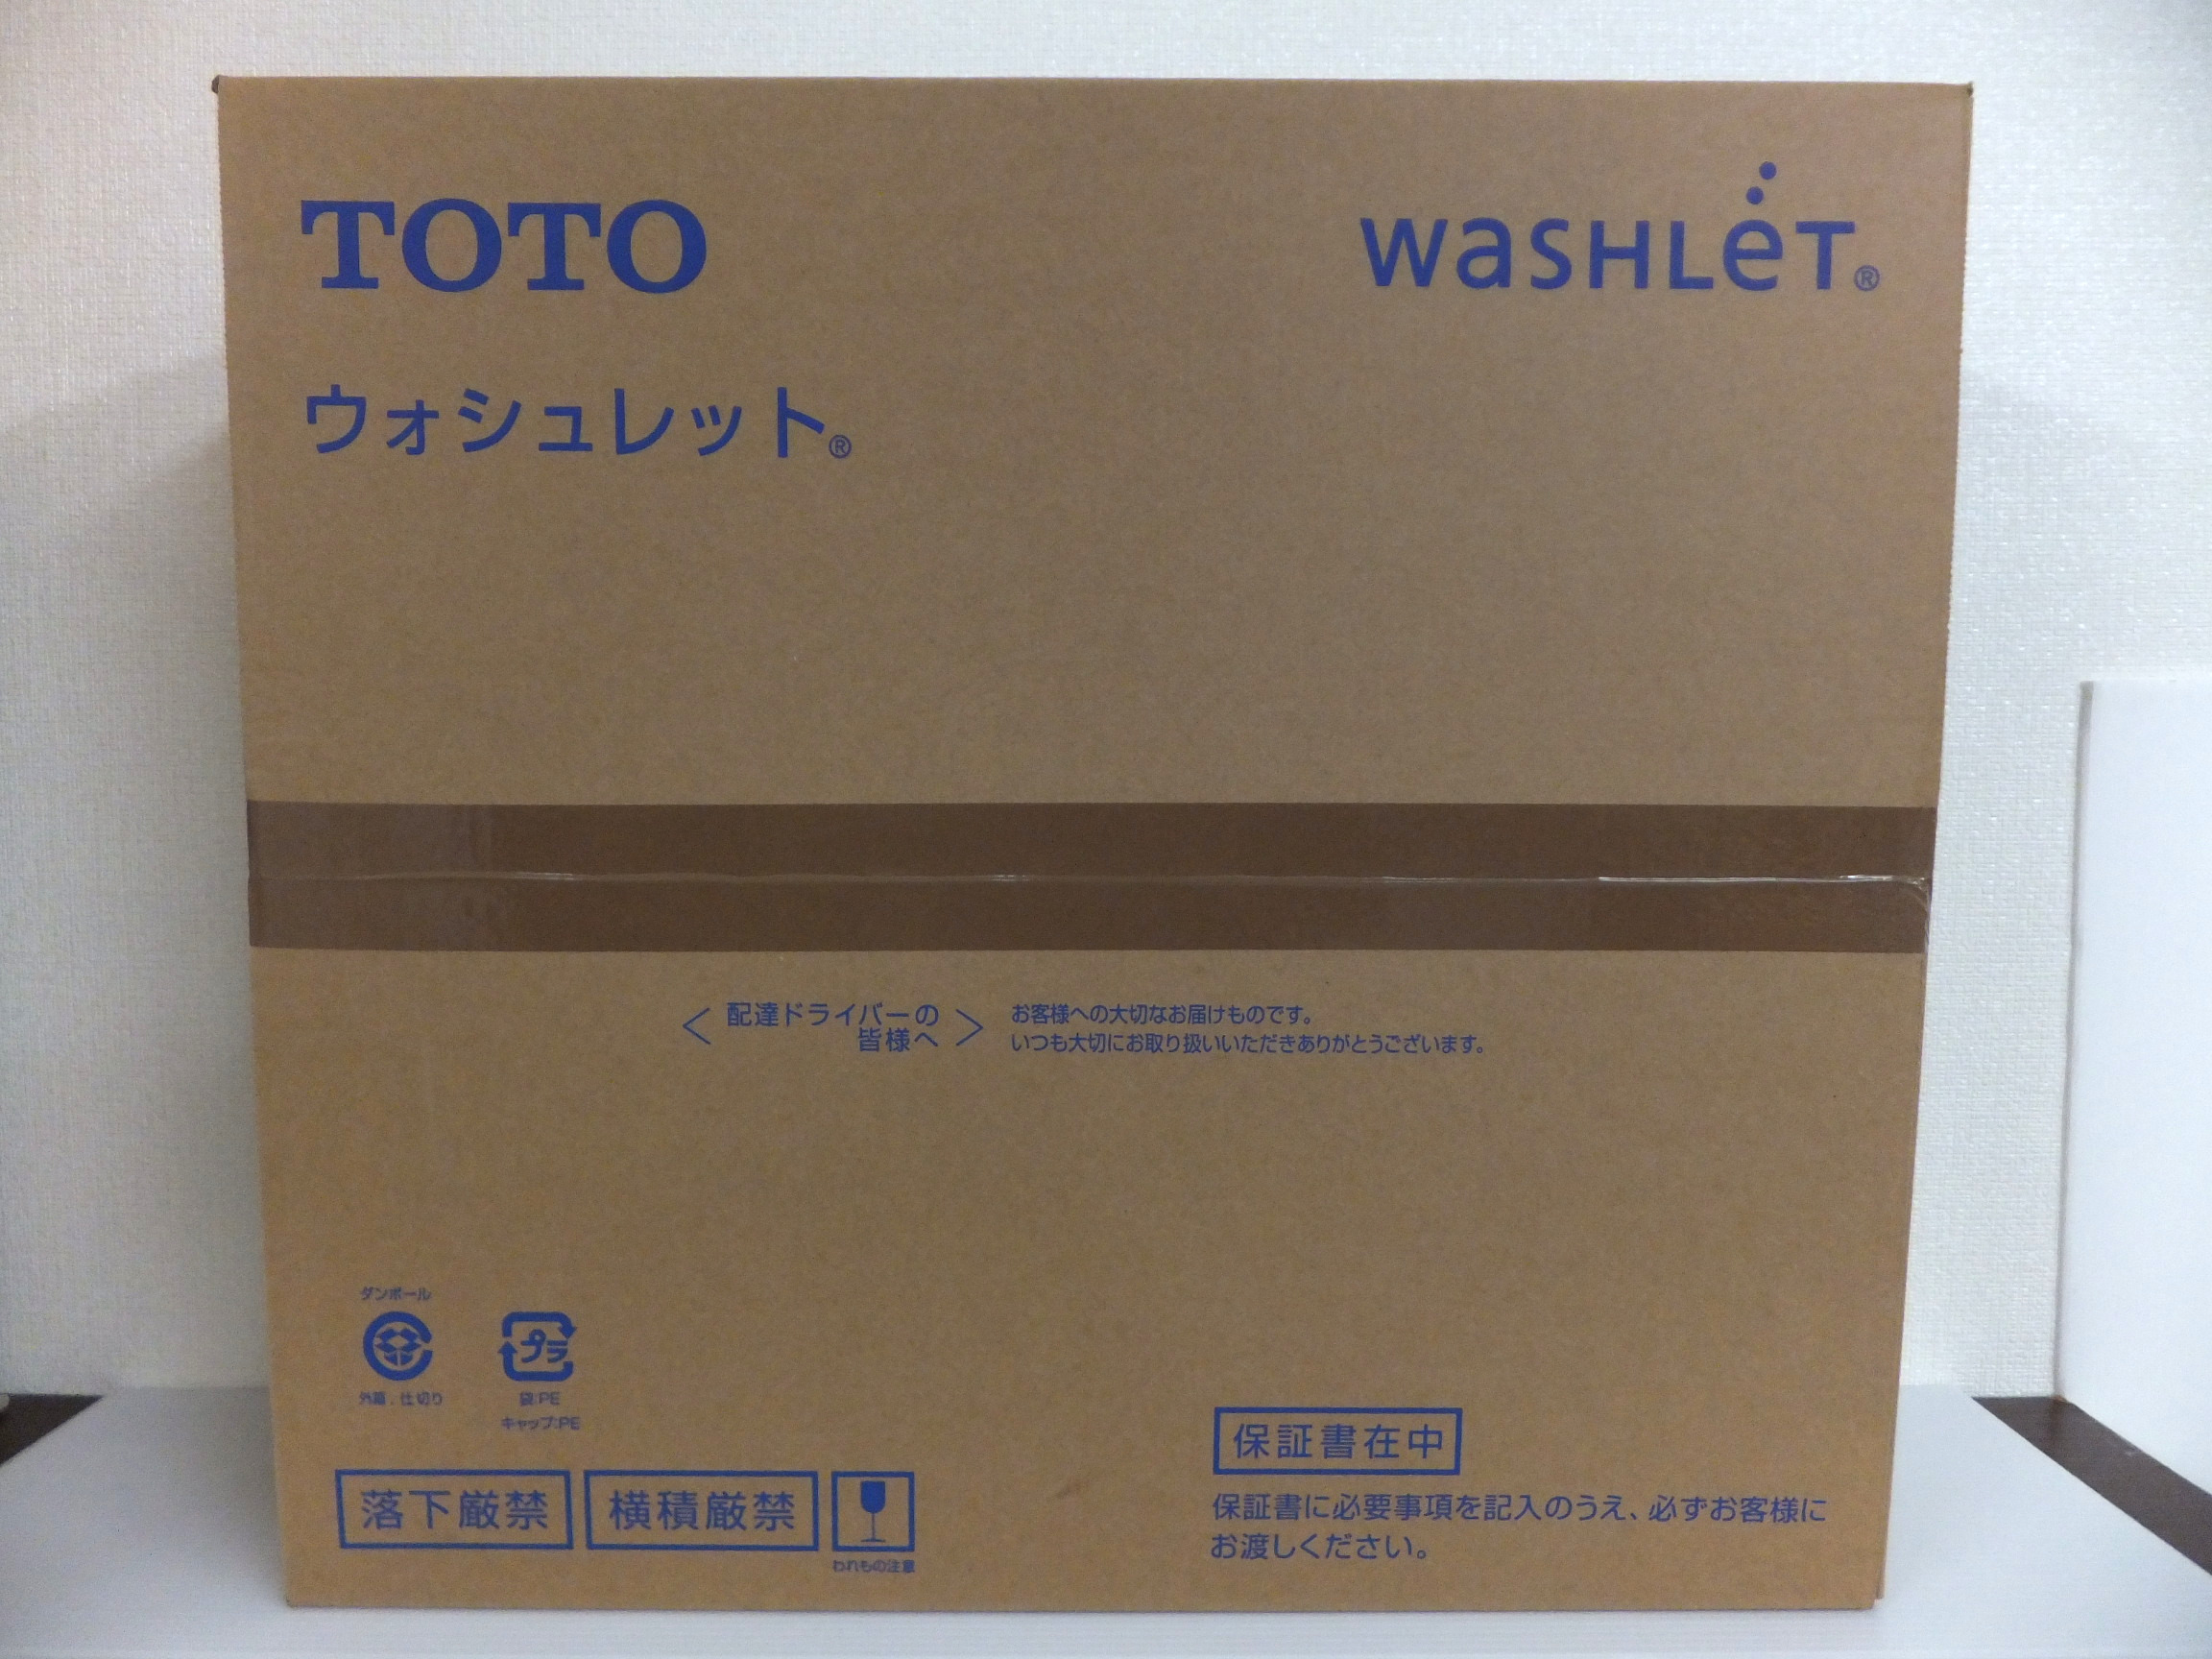 TOTO
WASHLET®
ウォシュレット®
<配達ドライバーの
皆様へ>
お客様への大切なお届けものです。
いつも大切にお取り扱いいただきありがとうございます。
ダンボール
外箱．仕切り
プラ
袋:PE
キャップ:PE
落下厳禁
横積厳禁
われもの注意
保証書在中
保証書に必要事項を記入のうえ、必ずお客様に
お渡しください。